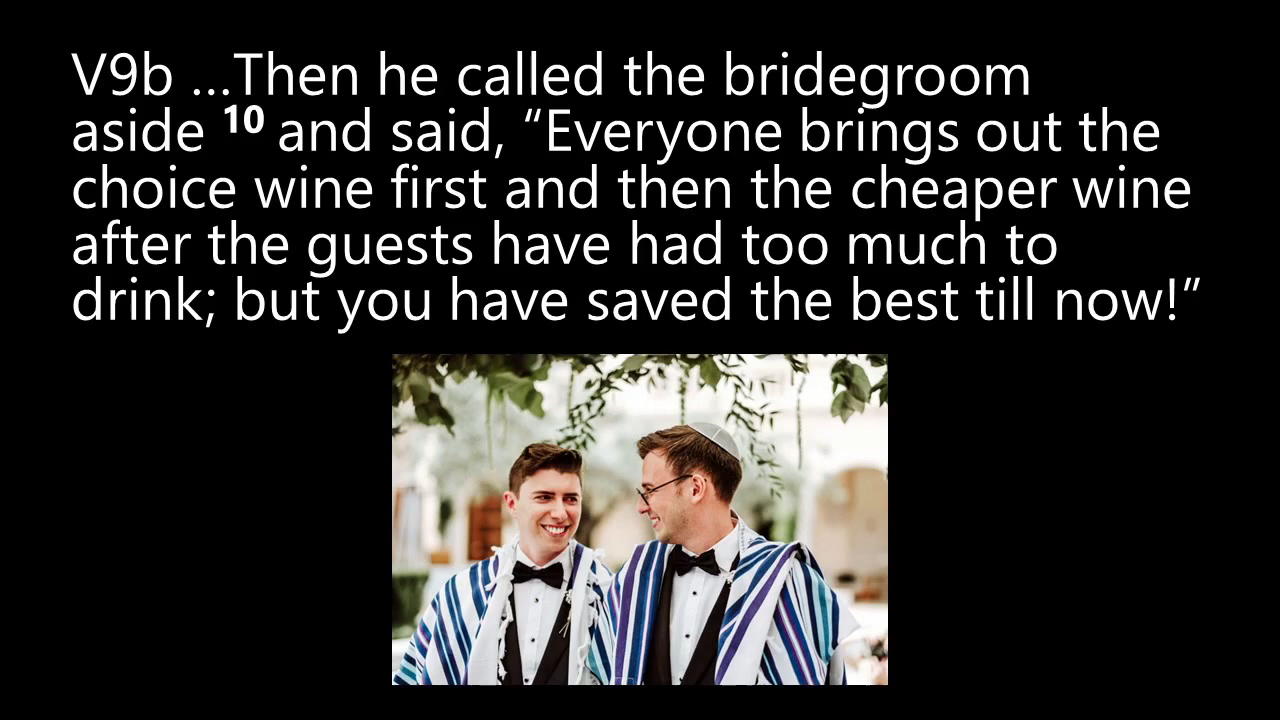 V9b …Then he called the bridegroom
aside ¹⁰ and said, “Everyone brings out the
choice wine first and then the cheaper wine
after the guests have had too much to
drink; but you have saved the best till now!”